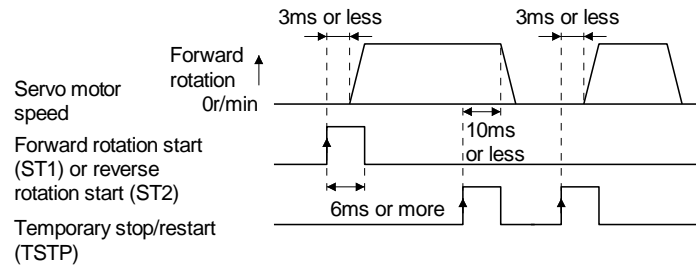 3ms or less
3ms or less
Forward
rotation
0r/min
Servo motor
speed
10ms
or less
Forward rotation start
(ST1) or reverse
rotation start (ST2)
6ms or more
Temporary stop/restart
(TSTP)